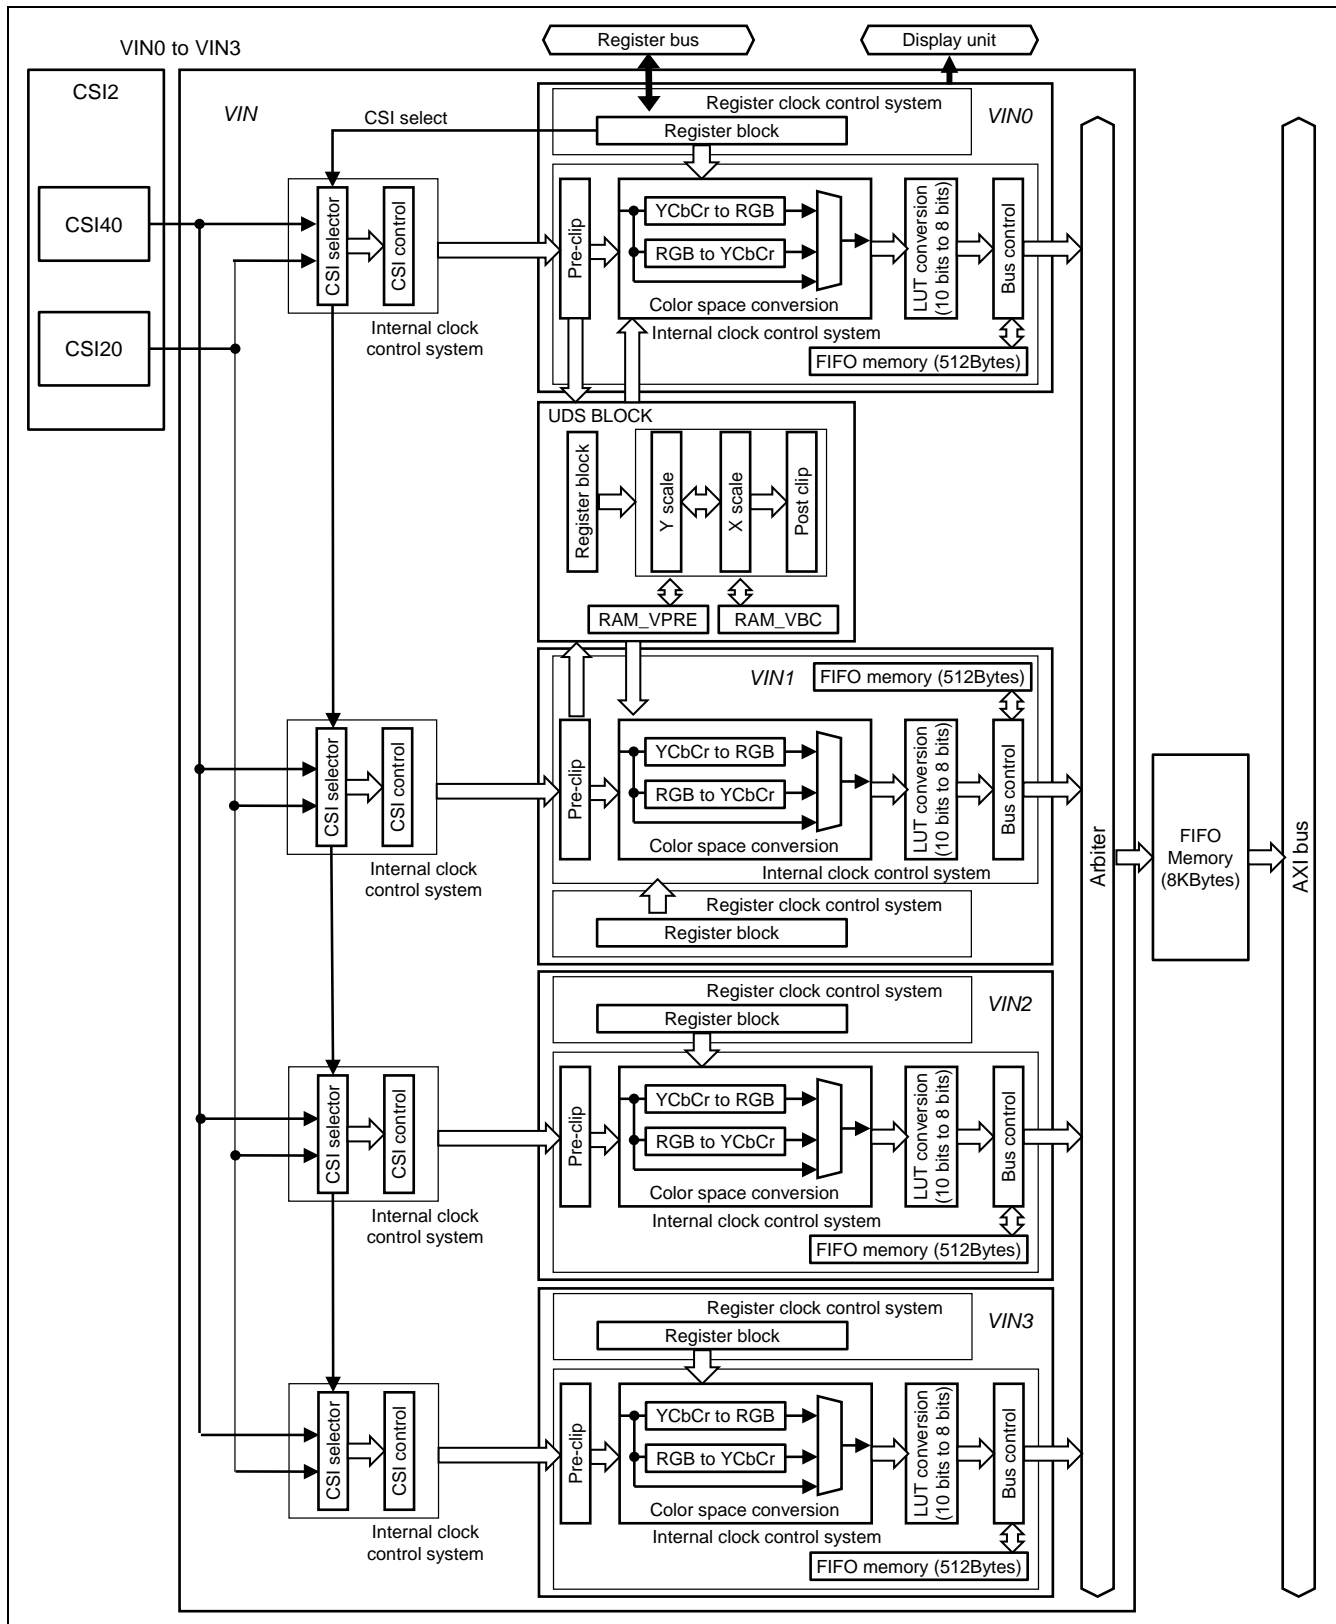 VIN0 to VIN3
Register bus
Display unit
CSI2
CSI40
CSI20
VIN
CSI select
CSI selector
CSI control
Internal clock
control system
Register clock control system
VIN0
Register block
Pre-clip
YCbCr to RGB
RGB to YCbCr
Color space conversion
Internal clock control system
LUT conversion
(10 bits to 8 bits)
Bus control
FIFO memory (512Bytes)
UDS BLOCK
Register block
Y scale
X scale
Post clip
RAM_VPRE
RAM_VBC
CSI selector
CSI control
Internal clock
control system
VIN1
FIFO memory (512Bytes)
Pre-clip
YCbCr to RGB
RGB to YCbCr
Color space conversion
Internal clock control system
LUT conversion
(10 bits to 8 bits)
Bus control
Register clock control system
Register block
Arbiter
FIFO
Memory
(8KBytes)
AXI bus
CSI selector
CSI control
Internal clock
control system
Register clock control system
VIN2
Register block
Pre-clip
YCbCr to RGB
RGB to YCbCr
Color space conversion
Internal clock control system
LUT conversion
(10 bits to 8 bits)
Bus control
FIFO memory (512Bytes)
CSI selector
CSI control
Internal clock
control system
Register clock control system
VIN3
Register block
Pre-clip
YCbCr to RGB
RGB to YCbCr
Color space conversion
Internal clock control system
LUT conversion
(10 bits to 8 bits)
Bus control
FIFO memory (512Bytes)